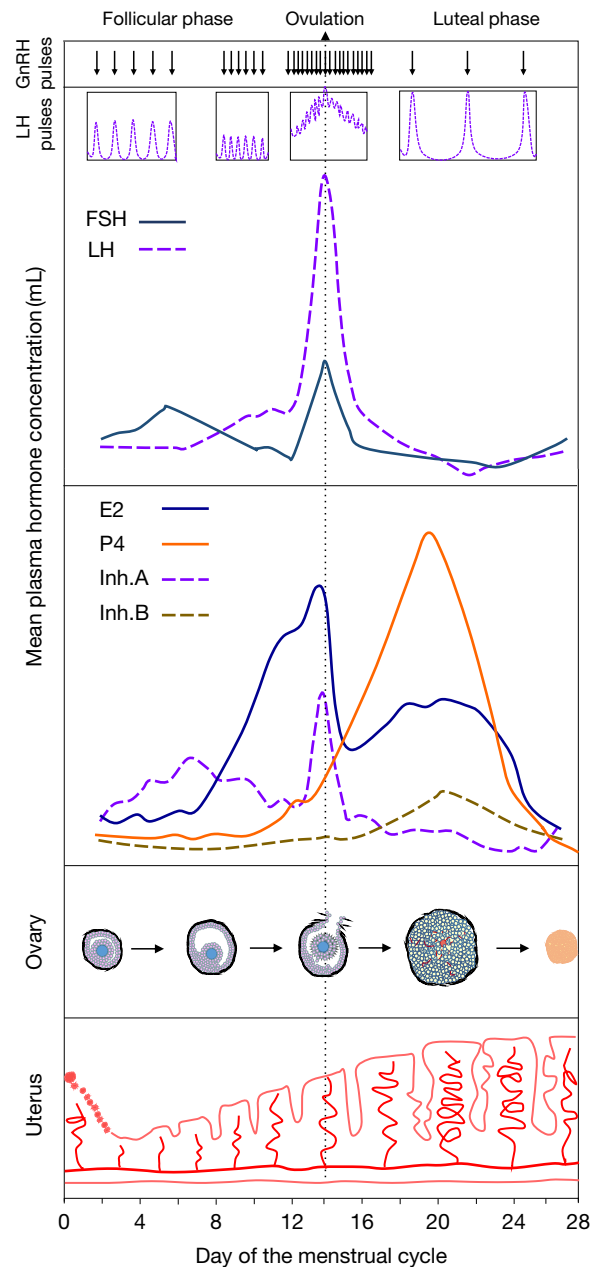 Follicular phase
Ovulation
Luteal phase
GnRH
pulses
LH
pulses
FSH
LH
Mean plasma hormone concentration (mL)
E2
P4
Inh.A
Inh.B
Ovary
Uterus
0 4 8 12 16 20 24 28
Day of the menstrual cycle